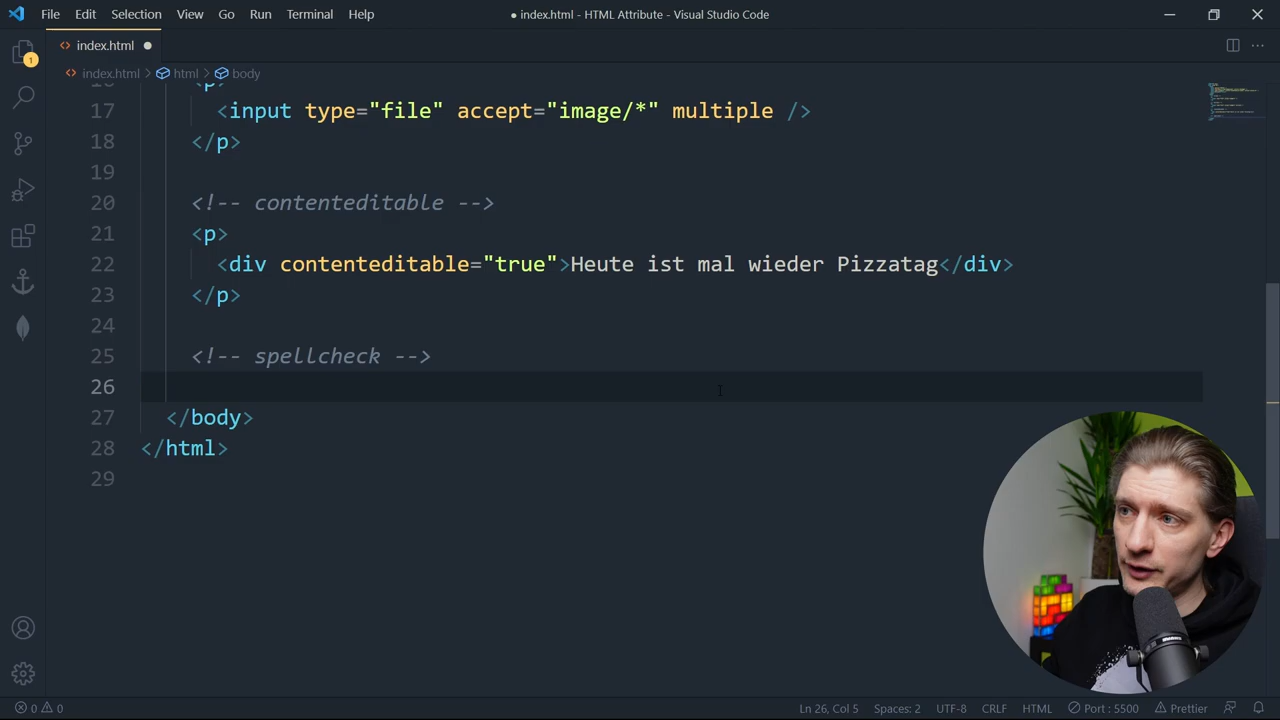 File Edit Selection View Go Run Terminal Help
● index.html - HTML Attribute - Visual Studio Code
index.html
index.html > html > body
1
17 <input type="file" accept="image/*" multiple />
18 </p>
19
20 <!-- contenteditable -->
21 <p>
22 <div contenteditable="true">Heute ist mal wieder Pizzatag</div>
23 </p>
24
25 <!-- spellcheck -->
26
27 </body>
28 </html>
29
0 0 Ln 26, Col 5 Spaces: 2 UTF-8 CRLF HTML Port : 5500 Prettier